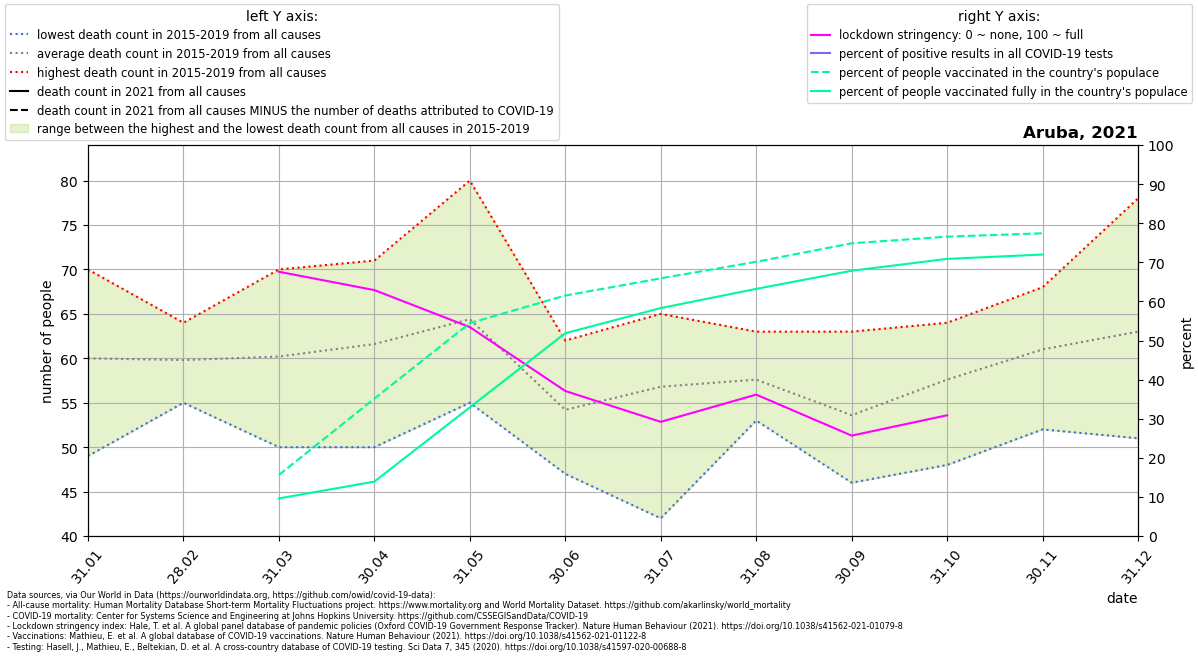 left Y axis:
lowest death count in 2015-2019 from all causes
average death count in 2015-2019 from all causes
highest death count in 2015-2019 from all causes
death count in 2021 from all causes
death count in 2021 from all causes MINUS the number of deaths attributed to COVID-19
range between the highest and the lowest death count from all causes in 2015-2019
right Y axis:
lockdown stringency: 0 ~ none, 100 ~ full
percent of positive results in all COVID-19 tests
percent of people vaccinated in the country's populace
percent of people vaccinated fully in the country's populace
Aruba, 2021
number of people
80
75
70
65
60
55
50
45
40
100
90
80
70
60
50
40
30
20
10
0
percent
31.01
28.02
31.03
30.04
31.05
30.06
31.07
31.08
30.09
31.10
30.11
31.12
date
Data sources, via Our World in Data (https://ourworldindata.org, https://github.com/owid/covid-19-data):
- All-cause mortality: Human Mortality Database Short-term Mortality Fluctuations project. https://www.mortality.org and World Mortality Dataset. https://github.com/akarlinsky/world_mortality
- COVID-19 mortality: Center for Systems Science and Engineering at Johns Hopkins University. https://github.com/CSSEGISandData/COVID-19
- Lockdown stringency index: Hale, T. et al. A global panel database of pandemic policies (Oxford COVID-19 Government Response Tracker). Nature Human Behaviour (2021). https://doi.org/10.1038/s41562-021-01079-8
- Vaccinations: Mathieu, E. et al. A global database of COVID-19 vaccinations. Nature Human Behaviour (2021). https://doi.org/10.1038/s41562-021-01122-8
- Testing: Hasell, J., Mathieu, E., Beltekian, D. et al. A cross-country database of COVID-19 testing. Sci Data 7, 345 (2020). https://doi.org/10.1038/s41597-020-00688-8